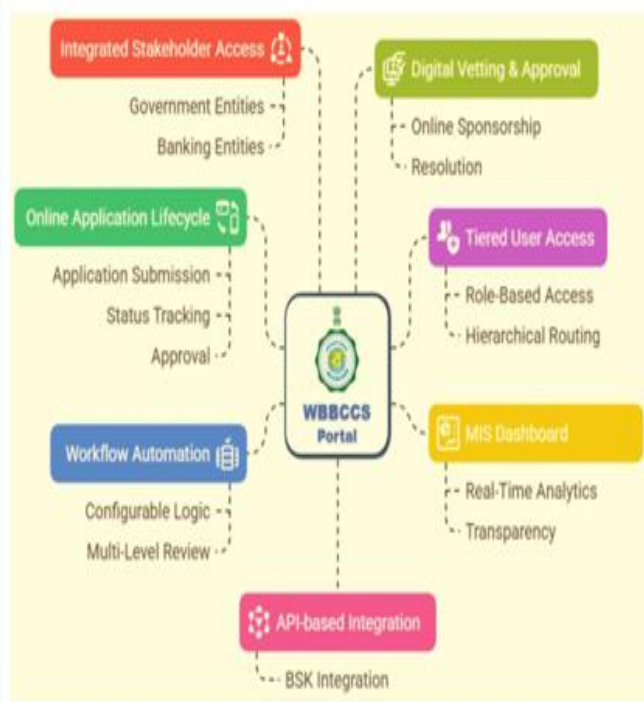 Integrated Stakeholder Access
Government Entities
Banking Entities
Digital Vetting & Approval
Online Sponsorship
Resolution
Online Application Lifecycle
Application Submission
Status Tracking
Approval
Tiered User Access
Role-Based Access
Hierarchical Routing
WBBCCS
Portal
Workflow Automation
Configurable Logic
Multi-Level Review
MIS Dashboard
Real-Time Analytics
Transparency
API-based Integration
BSK Integration